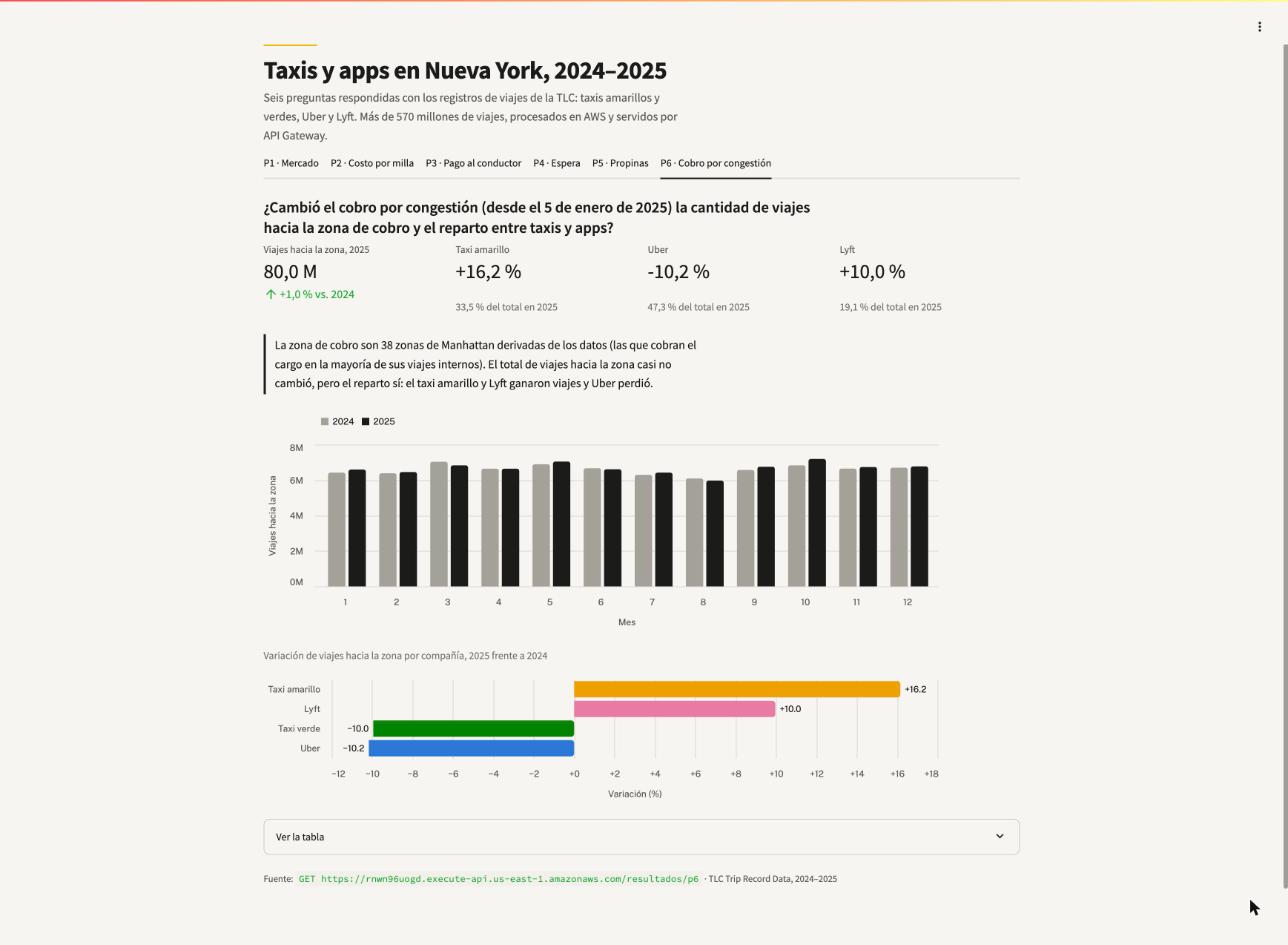 Taxis y apps en Nueva York, 2024–2025
Seis preguntas respondidas con los registros de viajes de la TLC: taxis amarillos y
verdes, Uber y Lyft. Más de 570 millones de viajes, procesados en AWS y servidos por
API Gateway.
P1 · Mercado P2 · Costo por milla P3 · Pago al conductor P4 · Espera P5 · Propinas P6 · Cobro por congestión
¿Cambió el cobro por congestión (desde el 5 de enero de 2025) la cantidad de viajes
hacia la zona de cobro y el reparto entre taxis y apps?
Viajes hacia la zona, 2025 Taxi amarillo Uber Lyft
80,0 M +16,2 % -10,2 % +10,0 %
+1,0 % vs. 2024
33,5 % del total en 2025 47,3 % del total en 2025 19,1 % del total en 2025
La zona de cobro son 38 zonas de Manhattan derivadas de los datos (las que cobran el
cargo en la mayoría de sus viajes internos). El total de viajes hacia la zona casi no
cambió, pero el reparto sí: el taxi amarillo y Lyft ganaron viajes y Uber perdió.
2024 2025
Viajes hacia la zona
8M
6M
4M
2M
0M
1 2 3 4 5 6 7 8 9 10 11 12
Mes
Variación de viajes hacia la zona por compañía, 2025 frente a 2024
Taxi amarillo +16.2
Lyft +10.0
Taxi verde −10.0
Uber −10.2
−12 −10 −8 −6 −4 −2 +0 +2 +4 +6 +8 +10 +12 +14 +16 +18
Variación (%)
Ver la tabla
Fuente: GET https://rnwn96uogd.execute-api.us-east-1.amazonaws.com/resultados/p6 · TLC Trip Record Data, 2024–2025